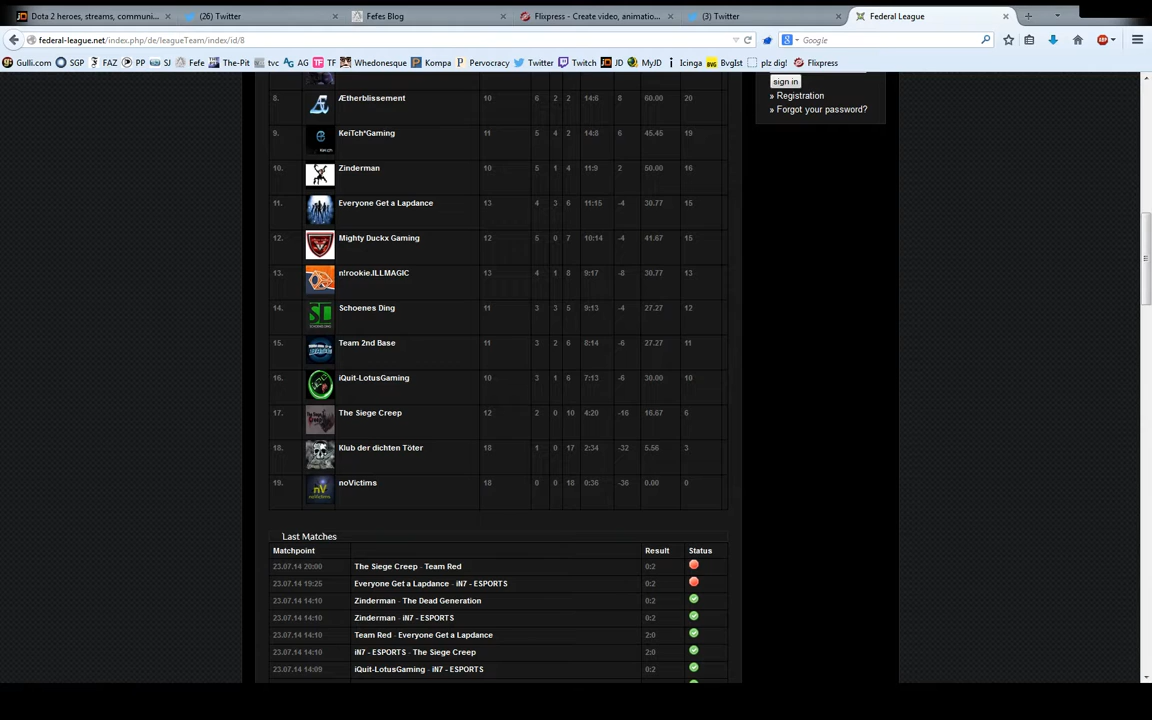 Dota 2 heroes, streams, communi... (26) Twitter Fefes Blog Flixpress - Create video, animatio... (3) Twitter Federal League
federal-league.net/index.php/de/leagueTeam/index/id/8 Google
Gulli.com SGP FAZ PP SJ Fefe The-Pit tvc AG TF Whedonesque Kompa Pervocracy Twitter Twitch JD MyJD Icinga BvgIst plz dig! Flixpress
sign in
» Registration
» Forgot your password?
8. Ætherblissement 10 6 2 2 14:6 8 60.00 20
9. KeiTch*Gaming 11 5 4 2 14:8 6 45.45 19
10. Zinderman 10 5 1 4 11:9 2 50.00 16
11. Everyone Get a Lapdance 13 4 3 6 11:15 -4 30.77 15
12. Mighty Duckx Gaming 12 5 0 7 10:14 -4 41.67 15
13. n!rookie.ILLMAGIC 13 4 1 8 9:17 -8 30.77 13
14. Schoenes Ding 11 3 3 5 9:13 -4 27.27 12
15. Team 2nd Base 11 3 2 6 8:14 -6 27.27 11
16. iQuit-LotusGaming 10 3 1 6 7:13 -6 30.00 10
17. The Siege Creep 12 2 0 10 4:20 -16 16.67 6
18. Klub der dichten Töter 18 1 0 17 2:34 -32 5.56 3
19. noVictims 18 0 0 18 0:36 -36 0.00 0
Last Matches
Matchpoint Result Status
23.07.14 20:00 The Siege Creep - Team Red 0:2
23.07.14 19:25 Everyone Get a Lapdance - iN7 - ESPORTS 0:2
23.07.14 14:10 Zinderman - The Dead Generation 0:2
23.07.14 14:10 Zinderman - iN7 - ESPORTS 0:2
23.07.14 14:10 Team Red - Everyone Get a Lapdance 2:0
23.07.14 14:10 iN7 - ESPORTS - The Siege Creep 2:0
23.07.14 14:09 iQuit-LotusGaming - iN7 - ESPORTS 0:2